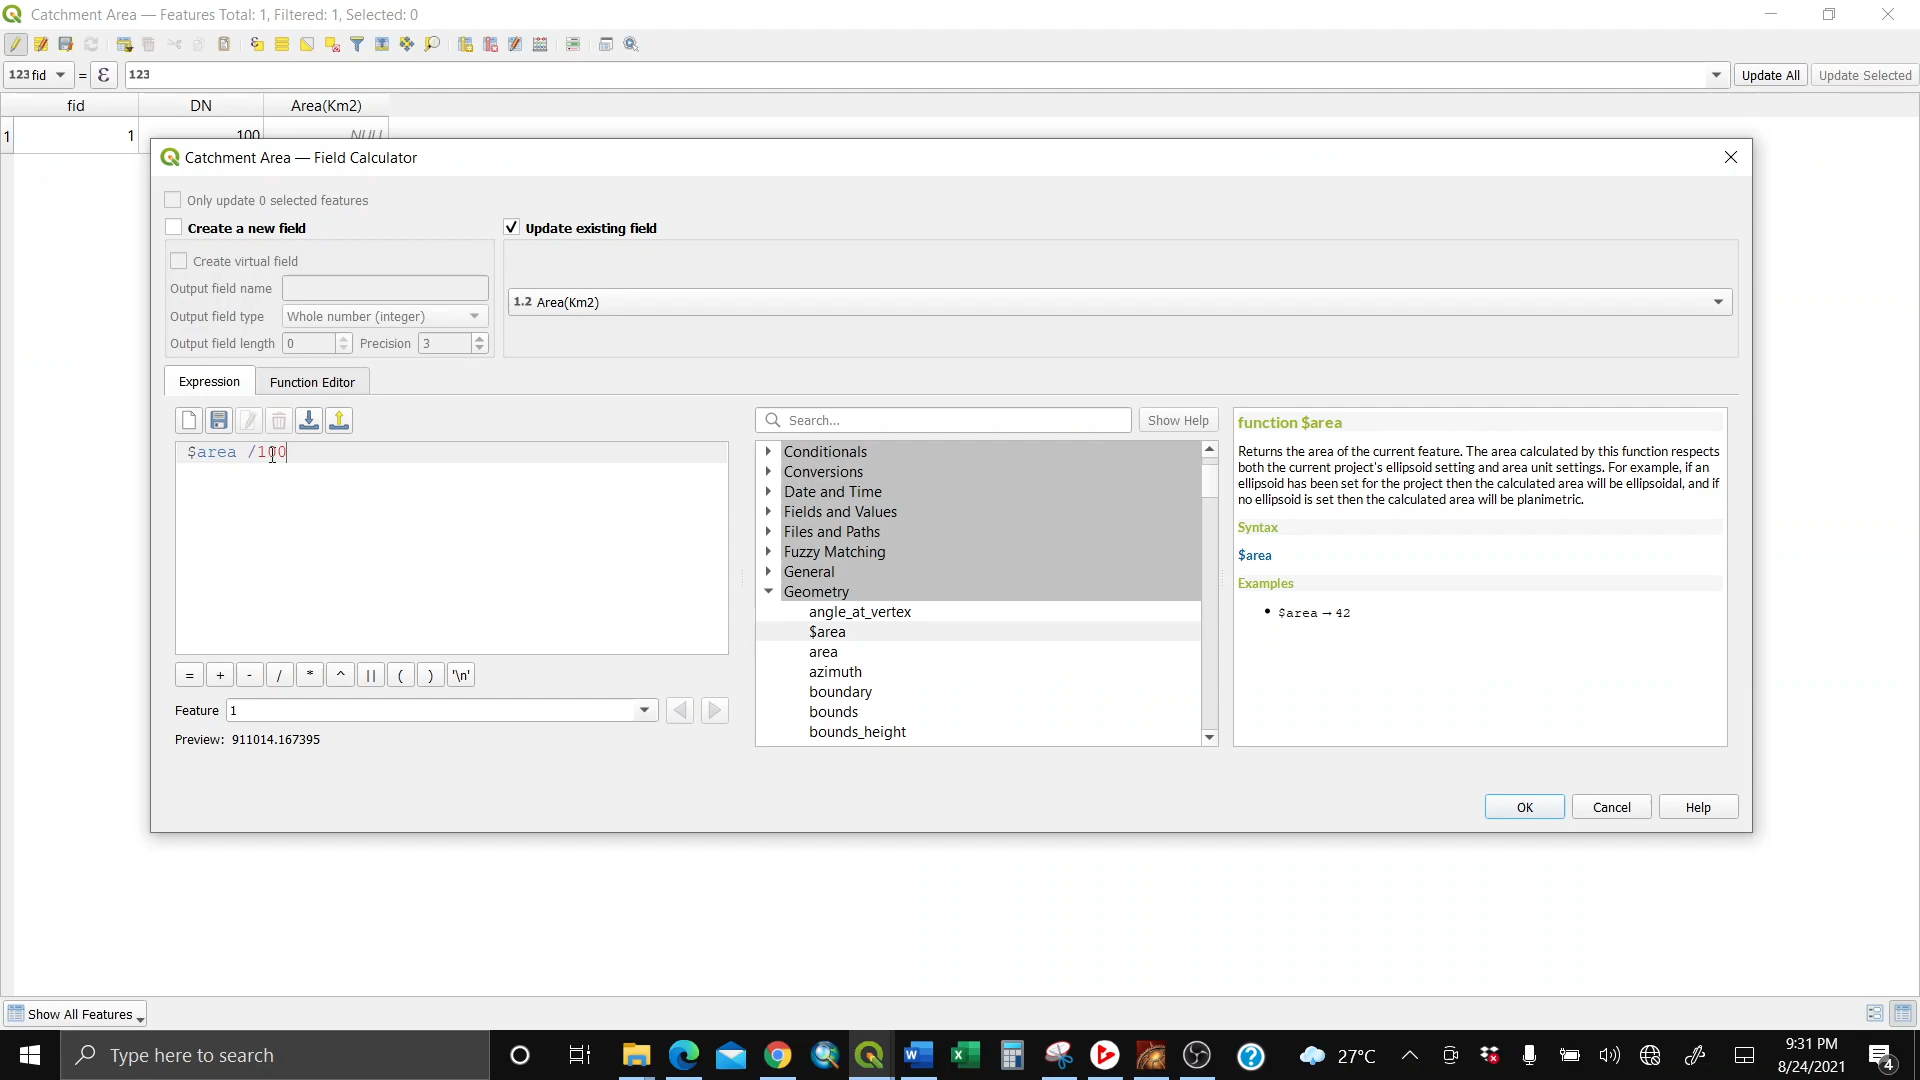 Catchment Area — Features Total: 1, Filtered: 1, Selected: 0
123 fid = ε 123 Update All Update Selected
fid DN Area(Km2)
1 1 100 NULL
Catchment Area — Field Calculator
Only update 0 selected features
Create a new field
Update existing field
Create virtual field
Output field name
1.2 Area(Km2)
Output field type Whole number (integer)
Output field length 0 Precision 3
Expression Function Editor
Search... Show Help
$area /100
= + - / * ^ || ( ) '\n'
Feature 1
Preview: 911014.167395
Conditionals
Conversions
Date and Time
Fields and Values
Files and Paths
Fuzzy Matching
General
Geometry
angle_at_vertex
$area
area
azimuth
boundary
bounds
bounds_height
function $area
Returns the area of the current feature. The area calculated by this function respects
both the current project's ellipsoid setting and area unit settings. For example, if an
ellipsoid has been set for the project then the calculated area will be ellipsoidal, and if
no ellipsoid is set then the calculated area will be planimetric.
Syntax
$area
Examples
• $area → 42
OK Cancel Help
Show All Features
Type here to search
27°C
9:31 PM
8/24/2021
4